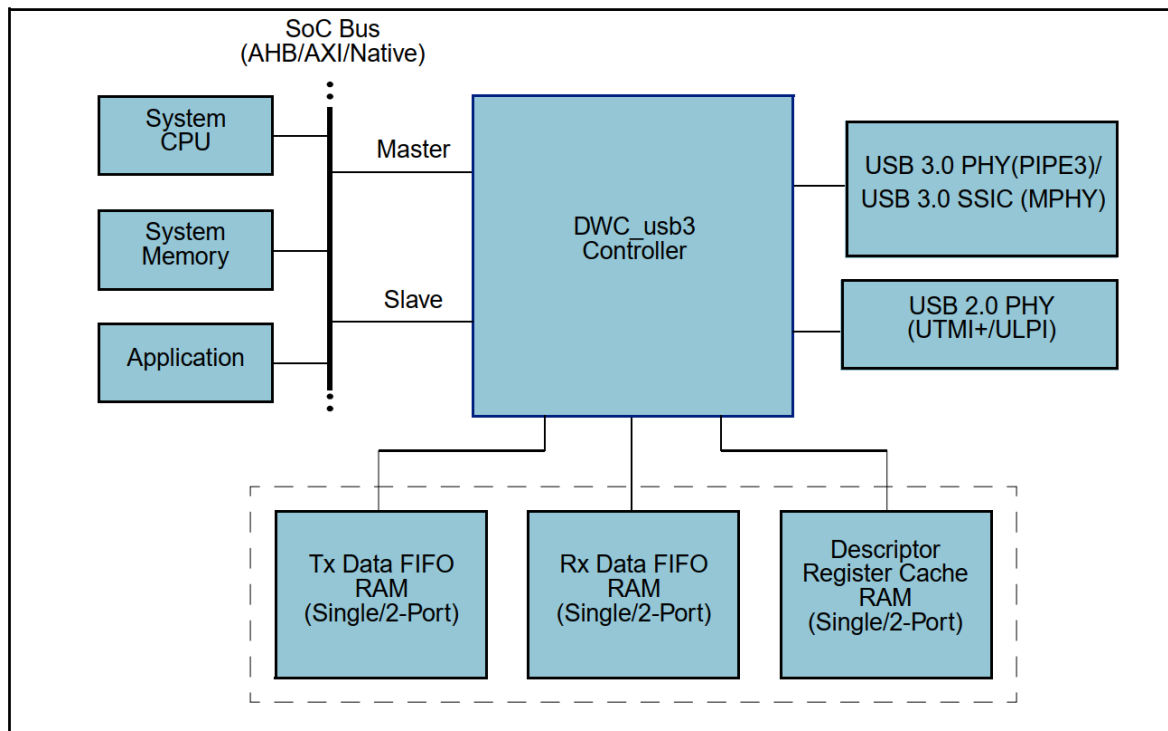 SoC Bus
(AHB/AXI/Native)
System
CPU
System
Memory
Application
Master
Slave
DWC_usb3
Controller
USB 3.0 PHY(PIPE3)/
USB 3.0 SSIC (MPHY)
USB 2.0 PHY
(UTMI+/ULPI)
Tx Data FIFO
RAM
(Single/2-Port)
Rx Data FIFO
RAM
(Single/2-Port)
Descriptor
Register Cache
RAM
(Single/2-Port)